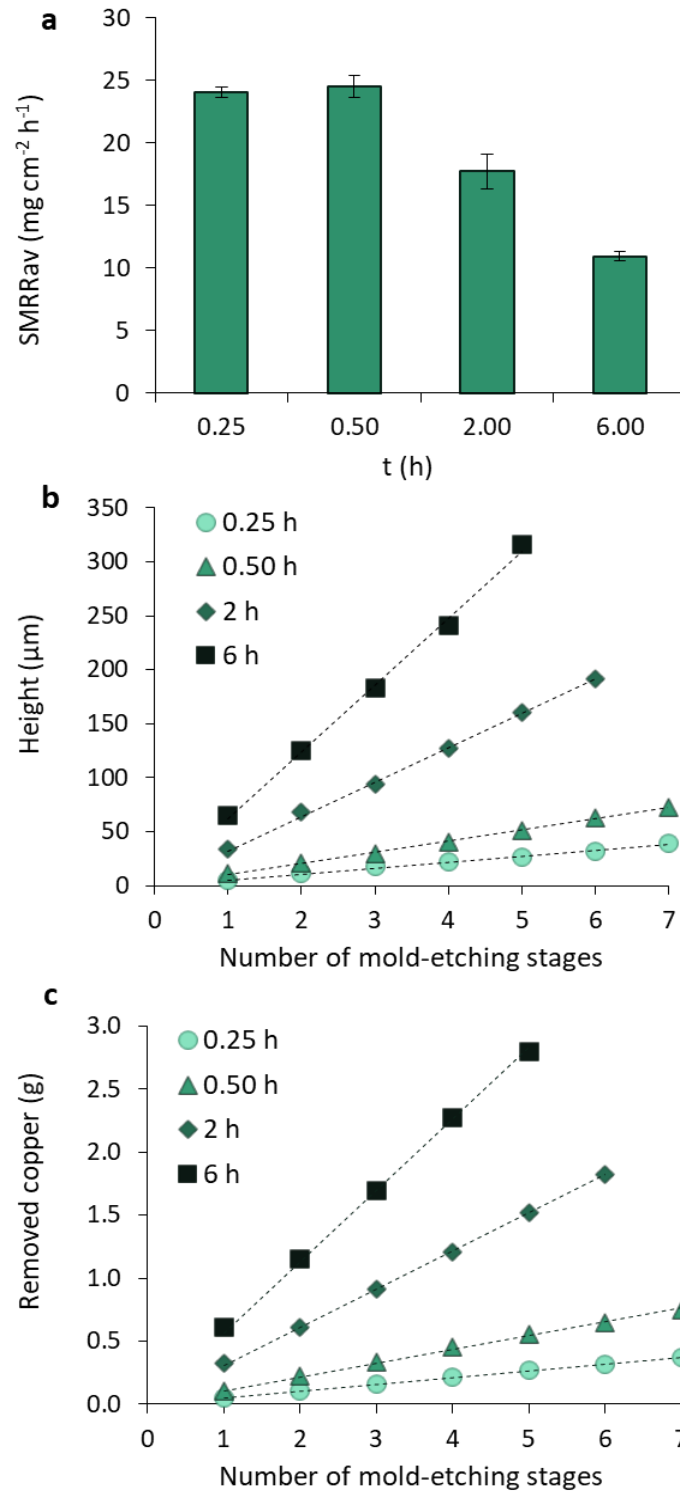 a
SMRRav (mg cm⁻² h⁻¹)
30
25
20
15
10
5
0
0.25 0.50 2.00 6.00
t (h)
b
Height (µm)
350
300
250
200
150
100
50
0
0.25 h
0.50 h
2 h
6 h
0 1 2 3 4 5 6 7
Number of mold-etching stages
c
Removed copper (g)
3.0
2.5
2.0
1.5
1.0
0.5
0.0
0.25 h
0.50 h
2 h
6 h
0 1 2 3 4 5 6 7
Number of mold-etching stages